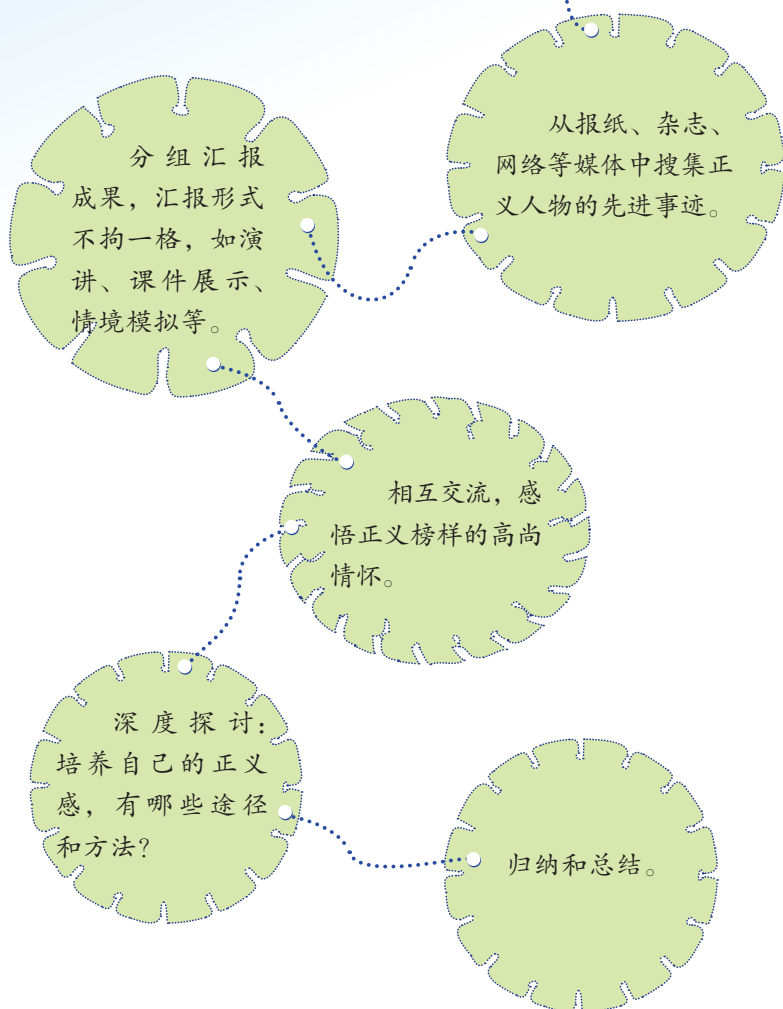 从报纸、杂志、
网络等媒体中搜集正
义人物的先进事迹。
分组汇报
成果，汇报形式
不拘一格，如演
讲、课件展示、
情境模拟等。
相互交流，感
悟正义榜样的高尚
情怀。
深度探讨：
培养自己的正义
感，有哪些途径
和方法？
归纳和总结。